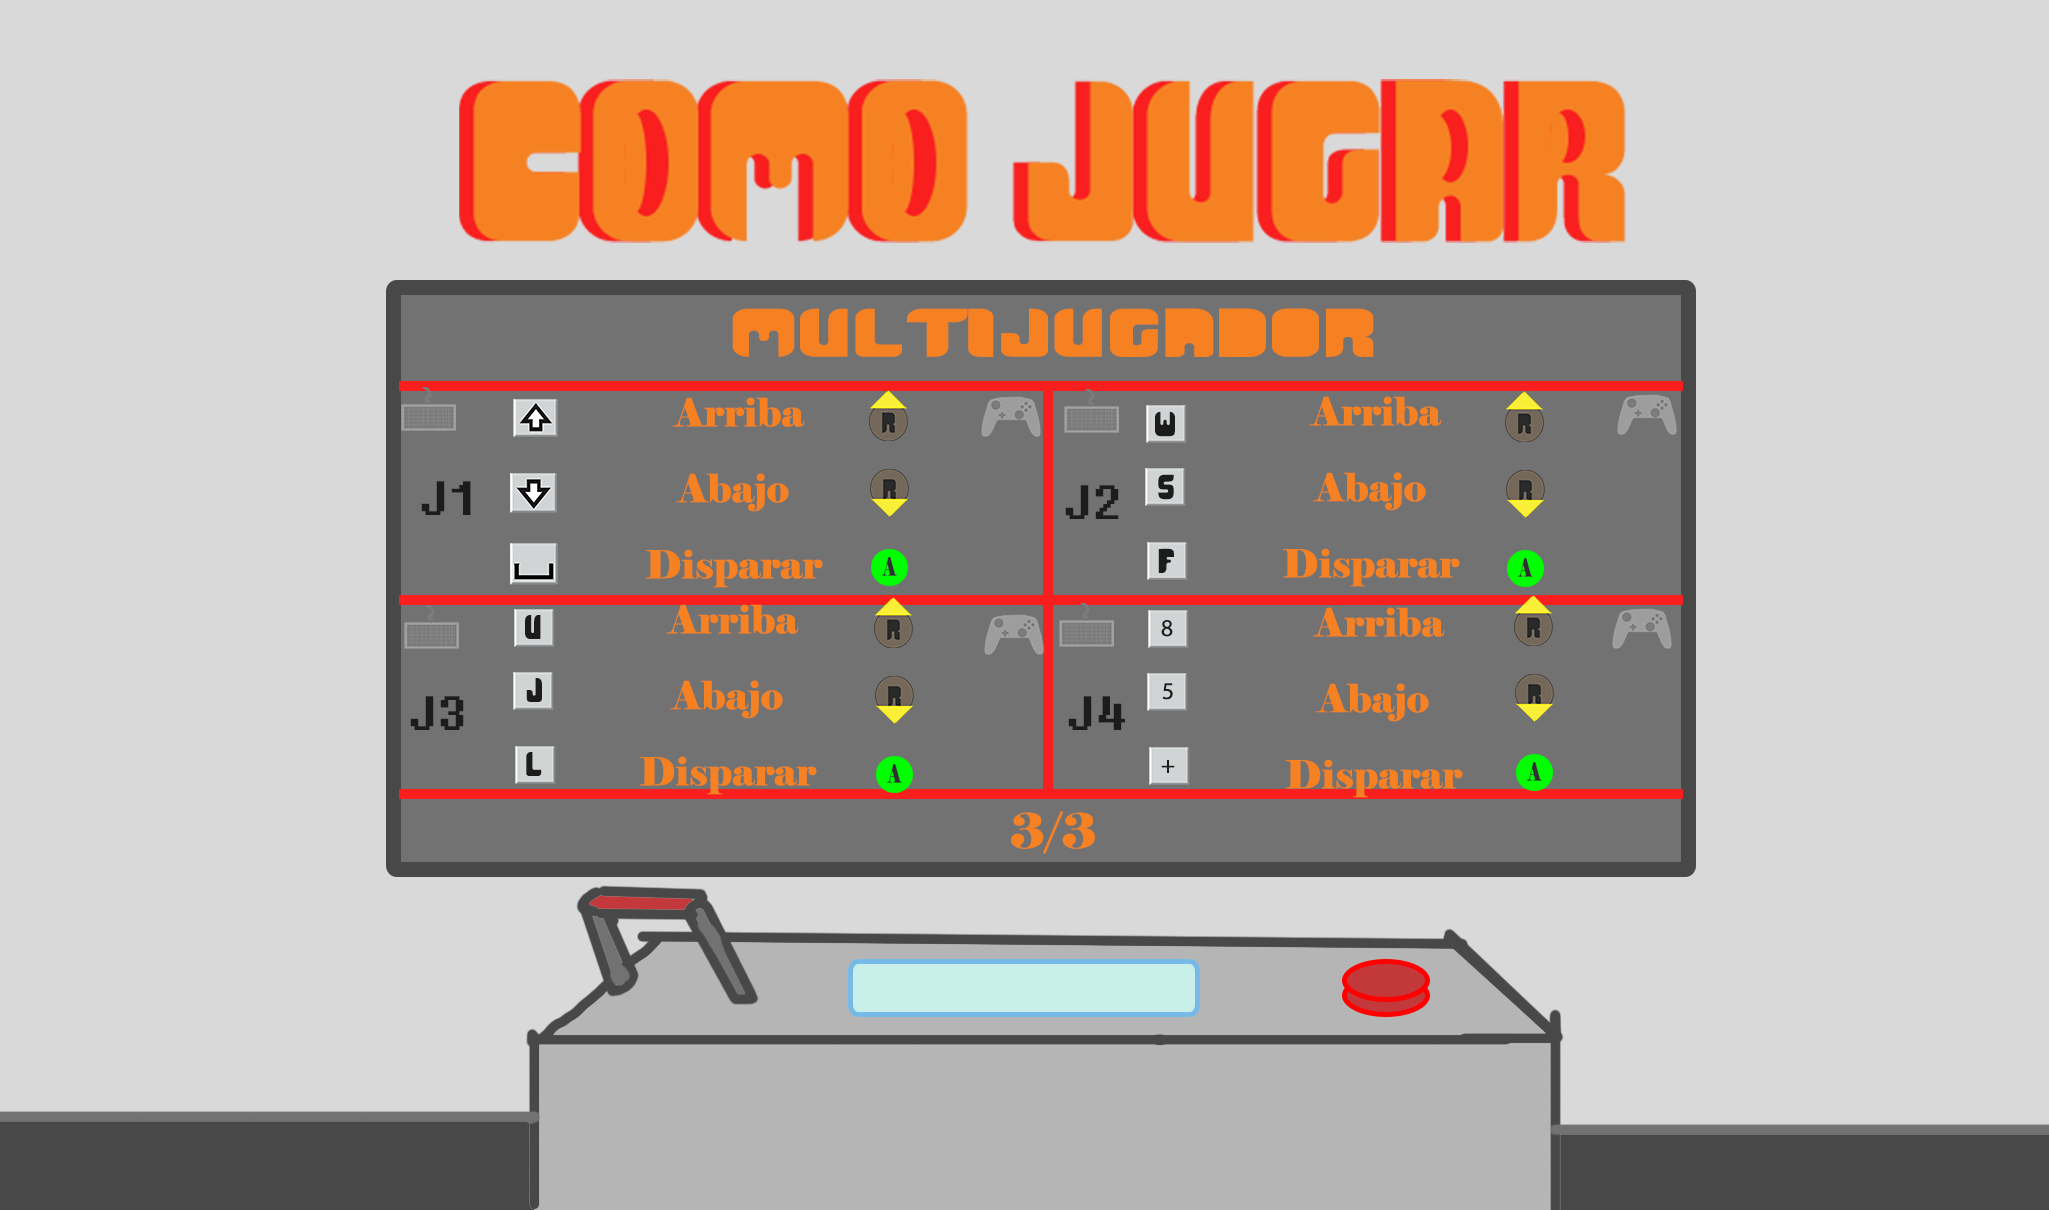 COMO JUGAR
MULTIJUGADOR
Arriba R
J1 Abajo R
Disparar A
W Arriba R
J2 S Abajo R
F Disparar A
U Arriba R
J3 J Abajo R
L Disparar A
8 Arriba R
J4 5 Abajo R
+ Disparar A
3/3